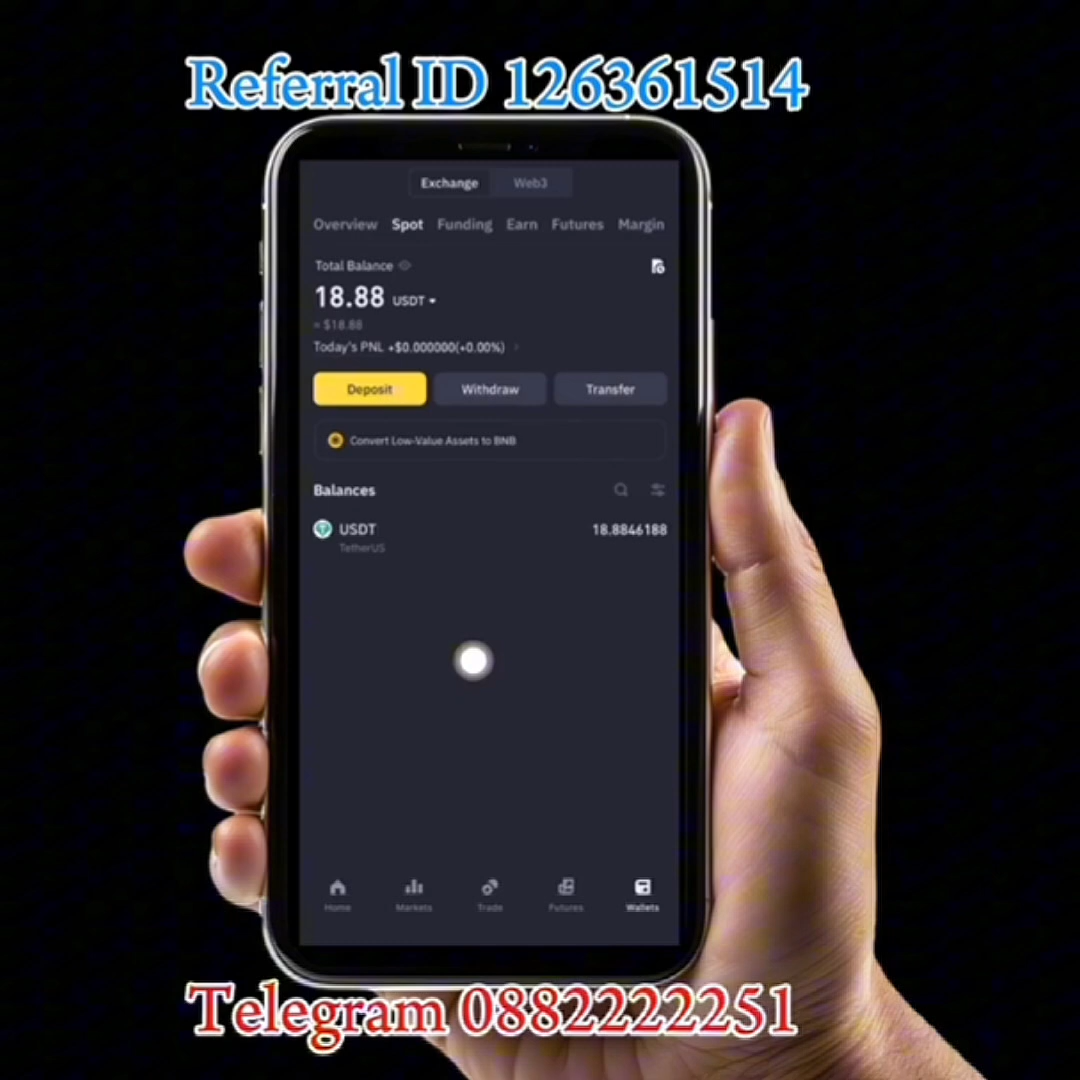 Referral ID 126361514
Exchange Web3
Overview Spot Funding Earn Futures Margin
Total Balance
18.88 USDT
≈ $18.88
Today's PNL +$0.000000(+0.00%)
Deposit Withdraw Transfer
Convert Low-Value Assets to BNB
Balances
USDT 18.8846188
TetherUS
Home Markets Trade Futures Wallets
Telegram 0882222251